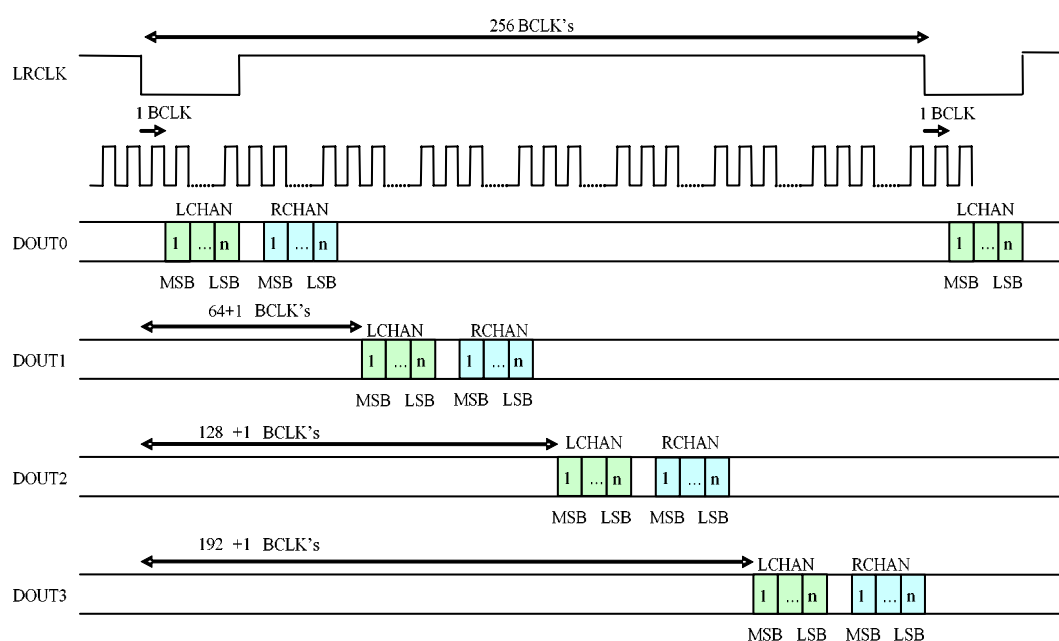 256 BCLK's
LRCLK
1 BCLK 1 BCLK
LCHAN RCHAN LCHAN
DOUT0 1 ... n 1 ... n 1 ... n
MSB LSB MSB LSB MSB LSB
64+1 BCLK's
LCHAN RCHAN
DOUT1 1 ... n 1 ... n
MSB LSB MSB LSB
128 +1 BCLK's
LCHAN RCHAN
DOUT2 1 ... n 1 ... n
MSB LSB MSB LSB
192 +1 BCLK's
LCHAN RCHAN
DOUT3 1 ... n 1 ... n
MSB LSB MSB LSB